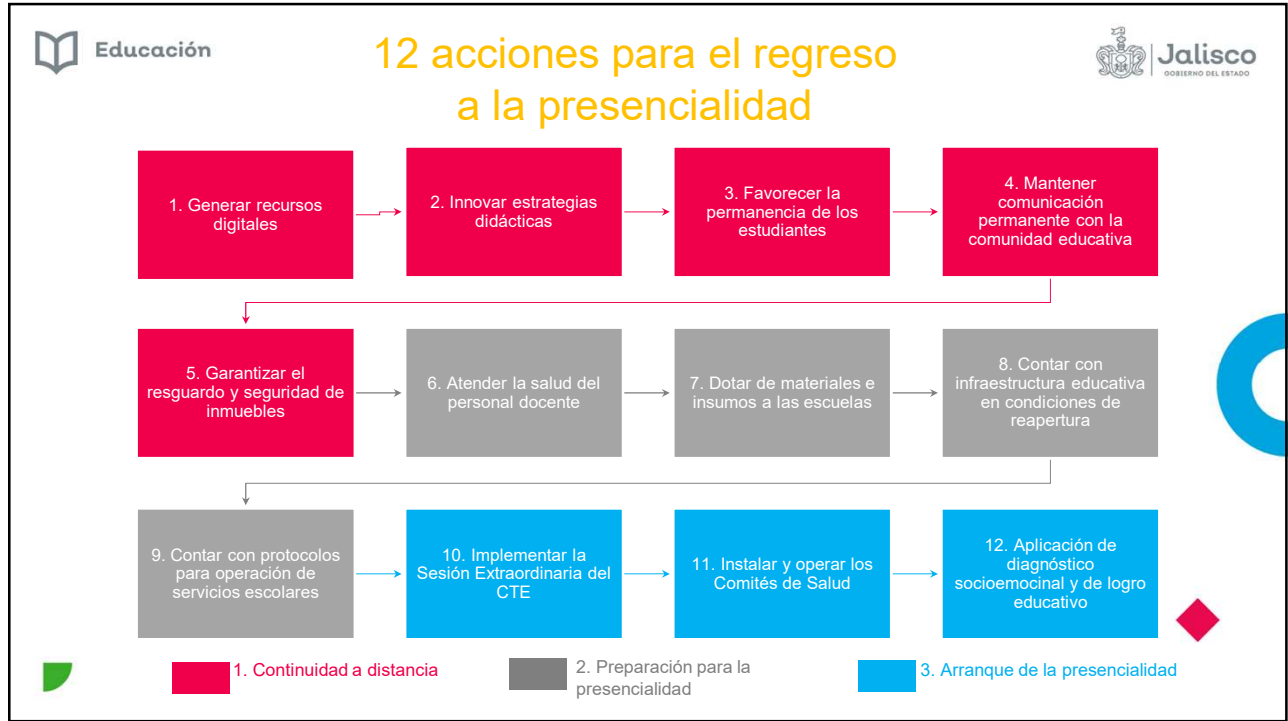 Educación
12 acciones para el regreso
a la presencialidad
Jalisco
GOBIERNO DEL ESTADO
1. Generar recursos
digitales
2. Innovar estrategias
didácticas
3. Favorecer la
permanencia de los
estudiantes
4. Mantener
comunicación
permanente con la
comunidad educativa
5. Garantizar el
resguardo y seguridad de
inmuebles
6. Atender la salud del
personal docente
7. Dotar de materiales e
insumos a las escuelas
8. Contar con
infraestructura educativa
en condiciones de
reapertura
9. Contar con protocolos
para operación de
servicios escolares
10. Implementar la
Sesión Extraordinaria del
CTE
11. Instalar y operar los
Comités de Salud
12. Aplicación de
diagnóstico
socioemocinal y de logro
educativo
1. Continuidad a distancia
2. Preparación para la
presencialidad
3. Arranque de la presencialidad